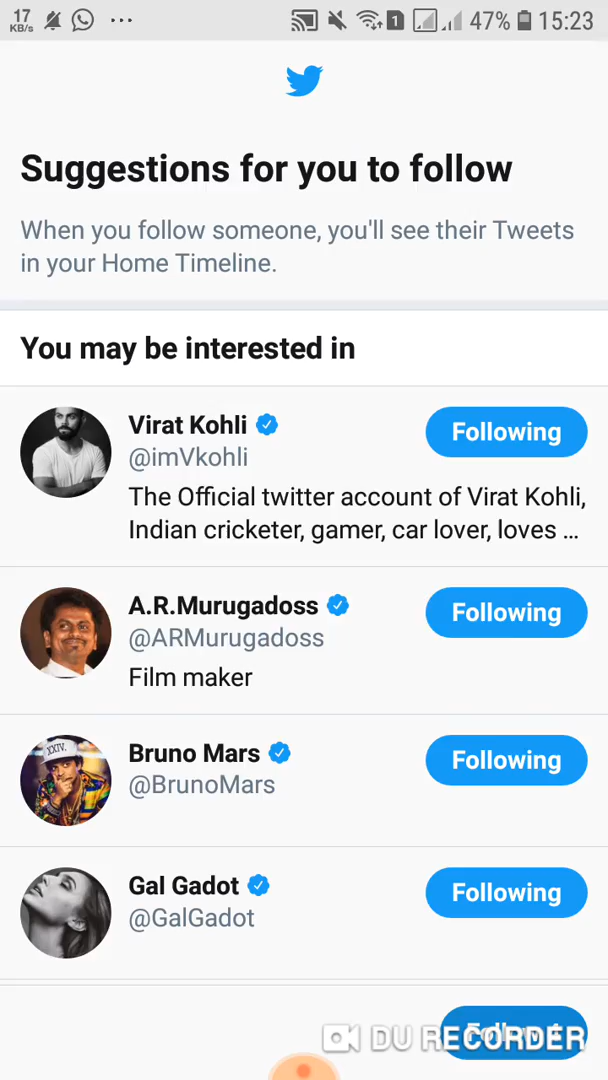 17
KB/s
1
47%
15:23
Suggestions for you to follow
When you follow someone, you'll see their Tweets
in your Home Timeline.
You may be interested in
Virat Kohli
Following
@imVkohli
The Official twitter account of Virat Kohli,
Indian cricketer, gamer, car lover, loves ...
A.R.Murugadoss
Following
@ARMurugadoss
Film maker
XXIV.
Bruno Mars
Following
@BrunoMars
Gal Gadot
Following
@GalGadot
DU RECORDER